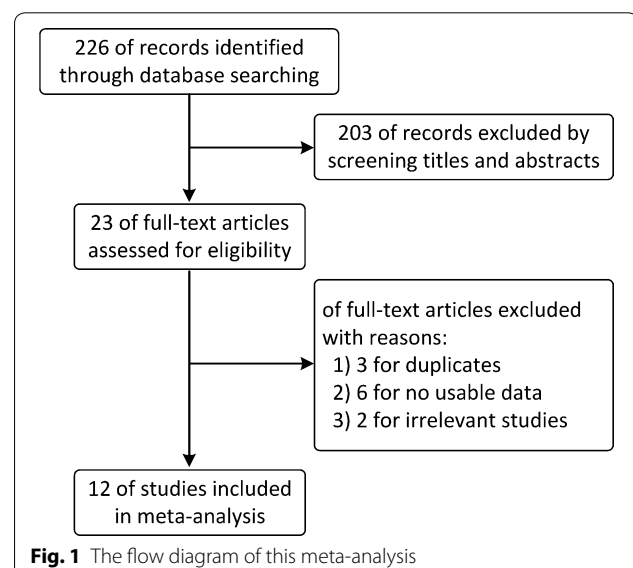 226 of records identified
through database searching
203 of records excluded by
screening titles and abstracts
23 of full-text articles
assessed for eligibility
of full-text articles excluded
with reasons:
1) 3 for duplicates
2) 6 for no usable data
3) 2 for irrelevant studies
12 of studies included
in meta-analysis
Fig. 1 The flow diagram of this meta-analysis